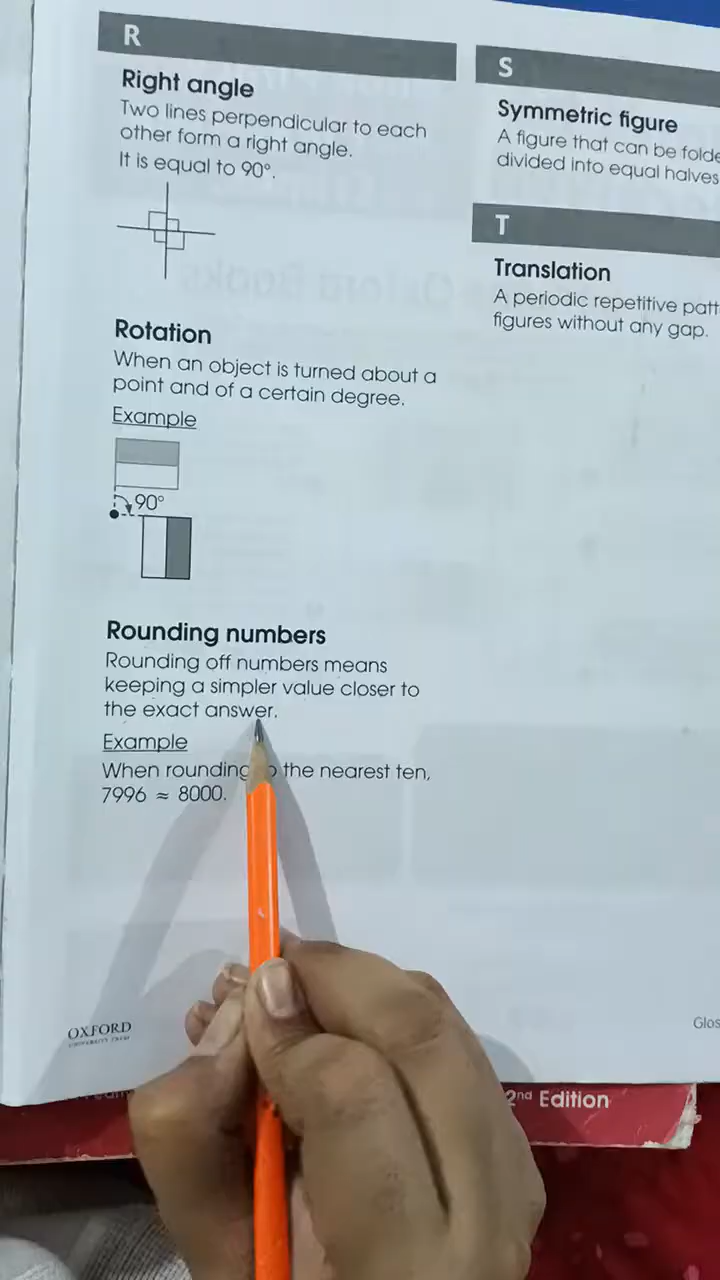 R
Right angle
Two lines perpendicular to each
other form a right angle.
It is equal to 90°.
Rotation
When an object is turned about a
point and of a certain degree.
Example
90°
Rounding numbers
Rounding off numbers means
keeping a simpler value closer to
the exact answer.
Example
When rounding the nearest ten,
7996 ≈ 8000.
OXFORD
UNIVERSITY PRESS
S
Symmetric figure
A figure that can be
divided into equal halves
T
Translation
A periodic repetitive
figures without any gap.
2nd Edition